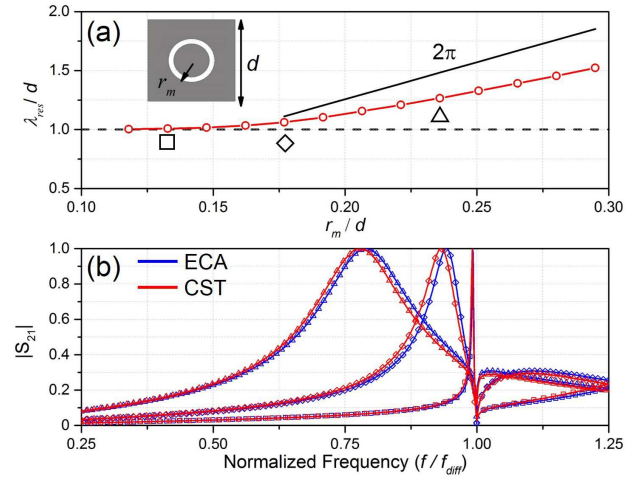 (a)
2.0
1.5
1.0
0.5
λres/d
rm
d
2π
0.10 0.15 0.20 0.25 0.30
rm/d
(b)
ECA
CST
1.0
0.8
0.6
0.4
0.2
0
|S21|
0.25 0.50 0.75 1.00 1.25
Normalized Frequency (f/fdiff)